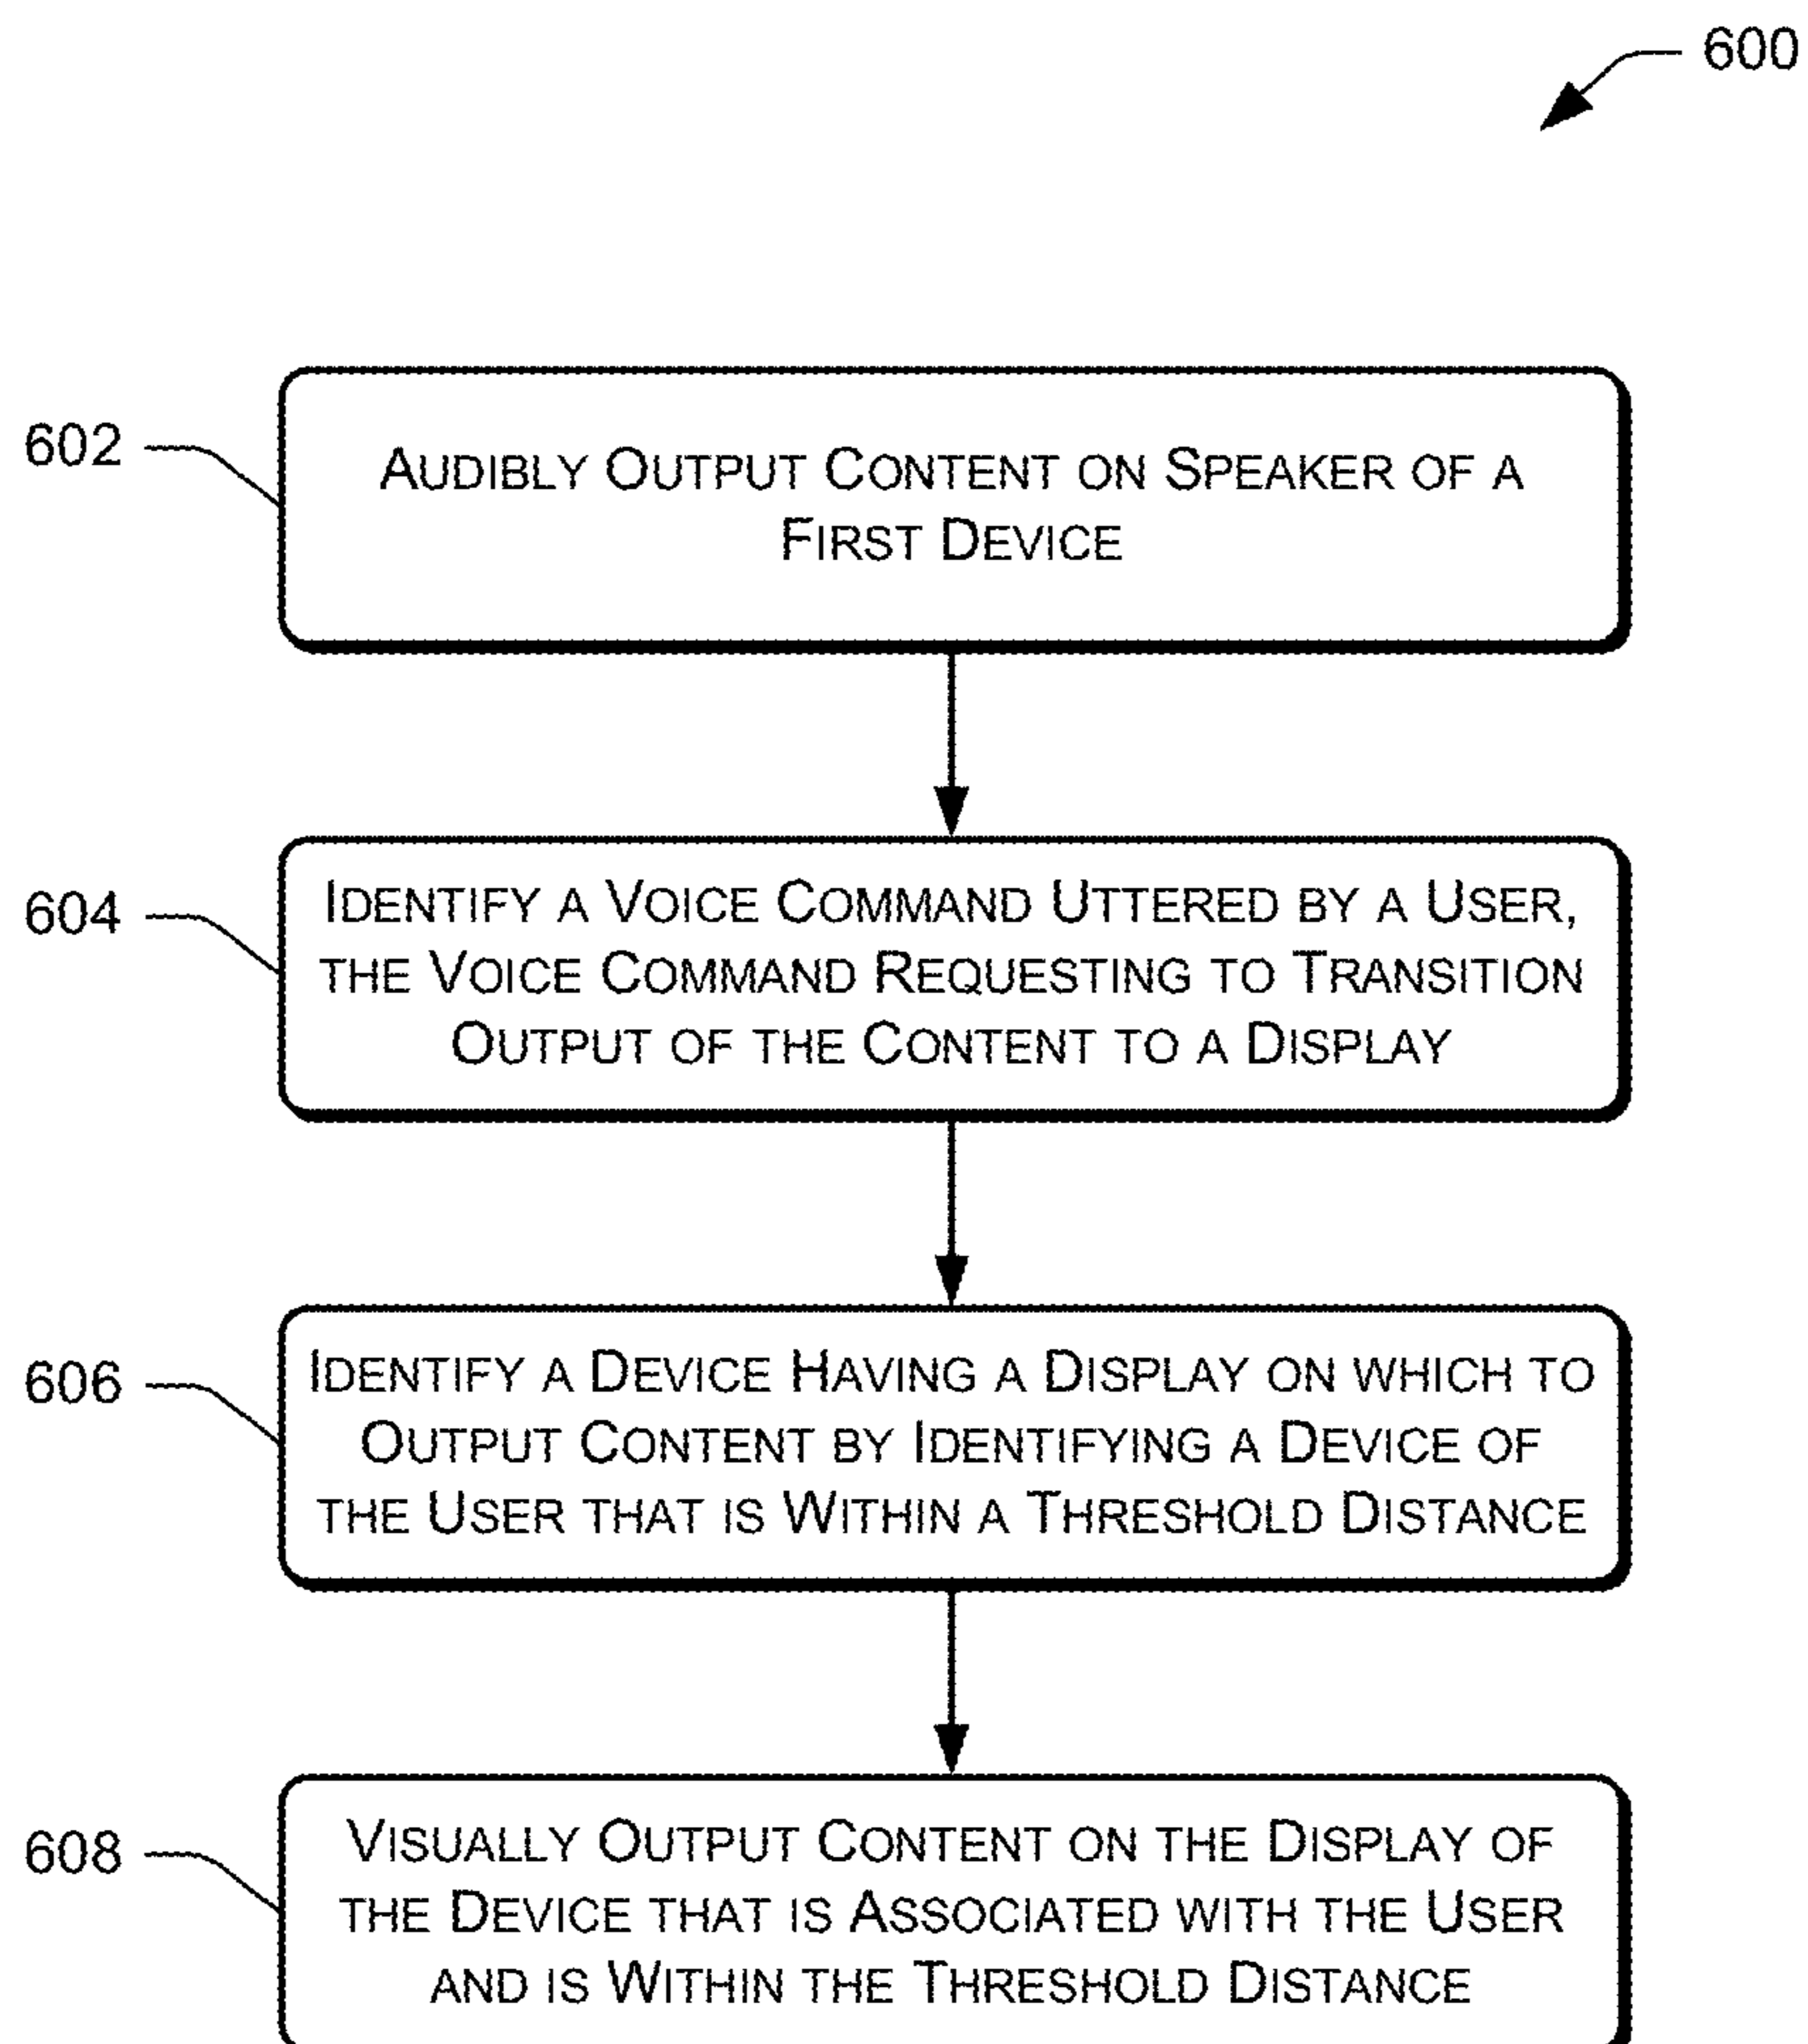 600
602
AUDIBLY OUTPUT CONTENT ON SPEAKER OF A
FIRST DEVICE
604
IDENTIFY A VOICE COMMAND UTTERED BY A USER,
THE VOICE COMMAND REQUESTING TO TRANSITION
OUTPUT OF THE CONTENT TO A DISPLAY
606
IDENTIFY A DEVICE HAVING A DISPLAY ON WHICH TO
OUTPUT CONTENT BY IDENTIFYING A DEVICE OF
THE USER THAT IS WITHIN A THRESHOLD DISTANCE
608
VISUALLY OUTPUT CONTENT ON THE DISPLAY OF
THE DEVICE THAT IS ASSOCIATED WITH THE USER
AND IS WITHIN THE THRESHOLD DISTANCE